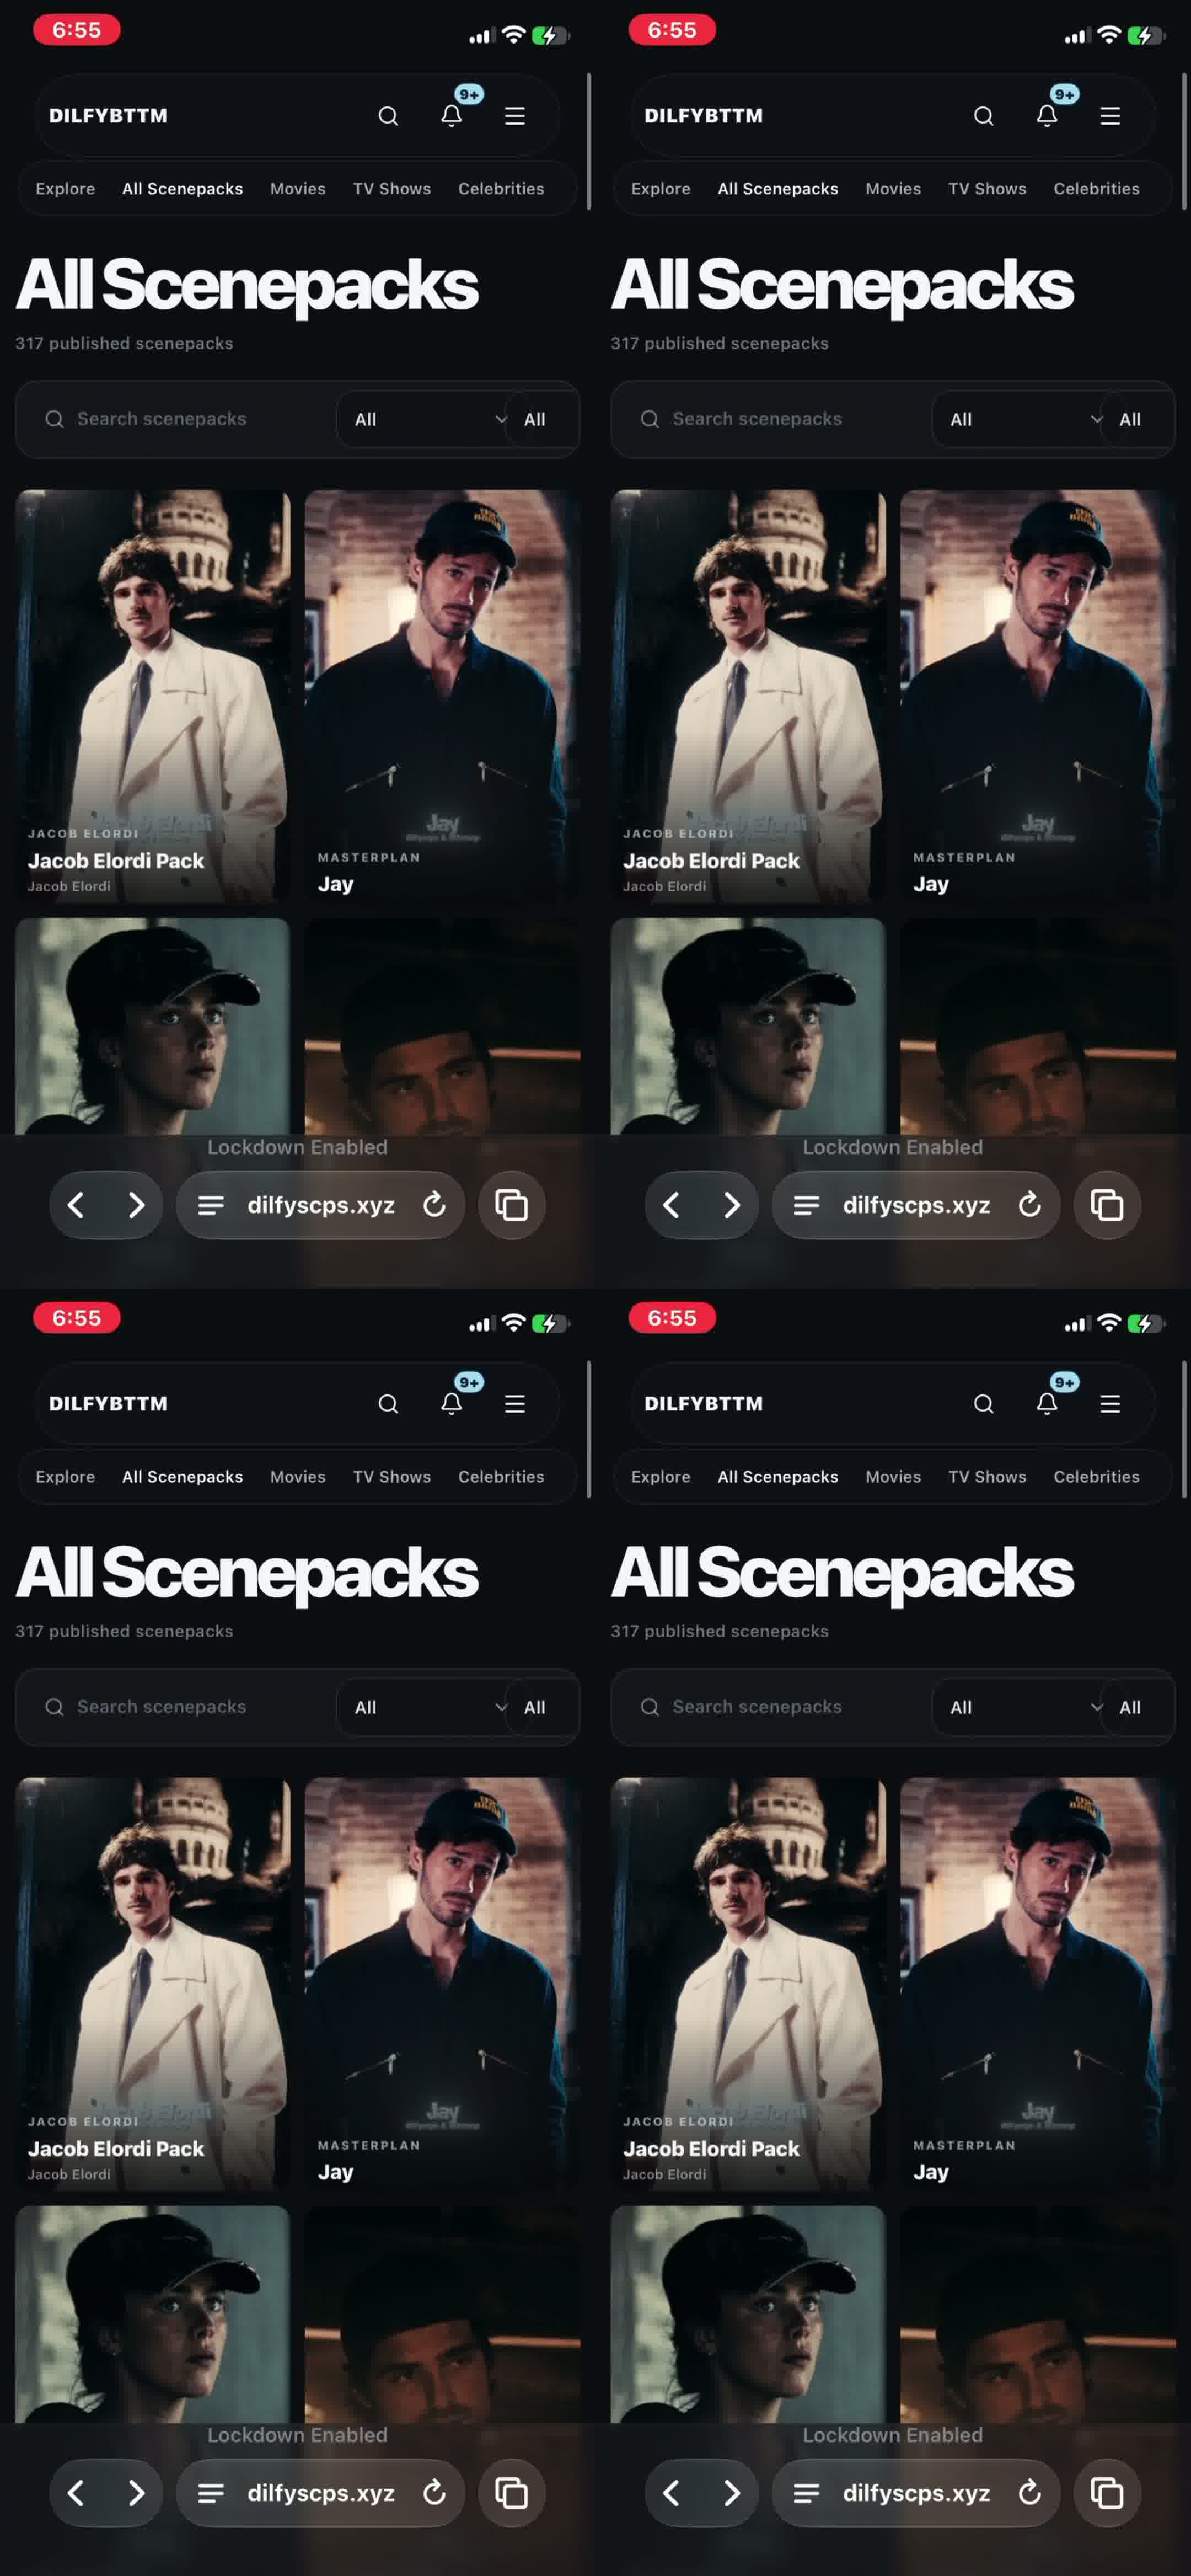 6:55
9+
DILFYBTTM
Explore All Scenepacks Movies TV Shows Celebrities
All Scenepacks
317 published scenepacks
Search scenepacks All All
JACOB ELORDI
Jacob Elordi Pack
Jacob Elordi
Jay
MASTERPLAN
Jay
Lockdown Enabled
dilfyscps.xyz
6:55
9+
DILFYBTTM
Explore All Scenepacks Movies TV Shows Celebrities
All Scenepacks
317 published scenepacks
Search scenepacks All All
JACOB ELORDI
Jacob Elordi Pack
Jacob Elordi
Jay
MASTERPLAN
Jay
Lockdown Enabled
dilfyscps.xyz
6:55
9+
DILFYBTTM
Explore All Scenepacks Movies TV Shows Celebrities
All Scenepacks
317 published scenepacks
Search scenepacks All All
JACOB ELORDI
Jacob Elordi Pack
Jacob Elordi
Jay
MASTERPLAN
Jay
Lockdown Enabled
dilfyscps.xyz
6:55
9+
DILFYBTTM
Explore All Scenepacks Movies TV Shows Celebrities
All Scenepacks
317 published scenepacks
Search scenepacks All All
JACOB ELORDI
Jacob Elordi Pack
Jacob Elordi
Jay
MASTERPLAN
Jay
Lockdown Enabled
dilfyscps.xyz